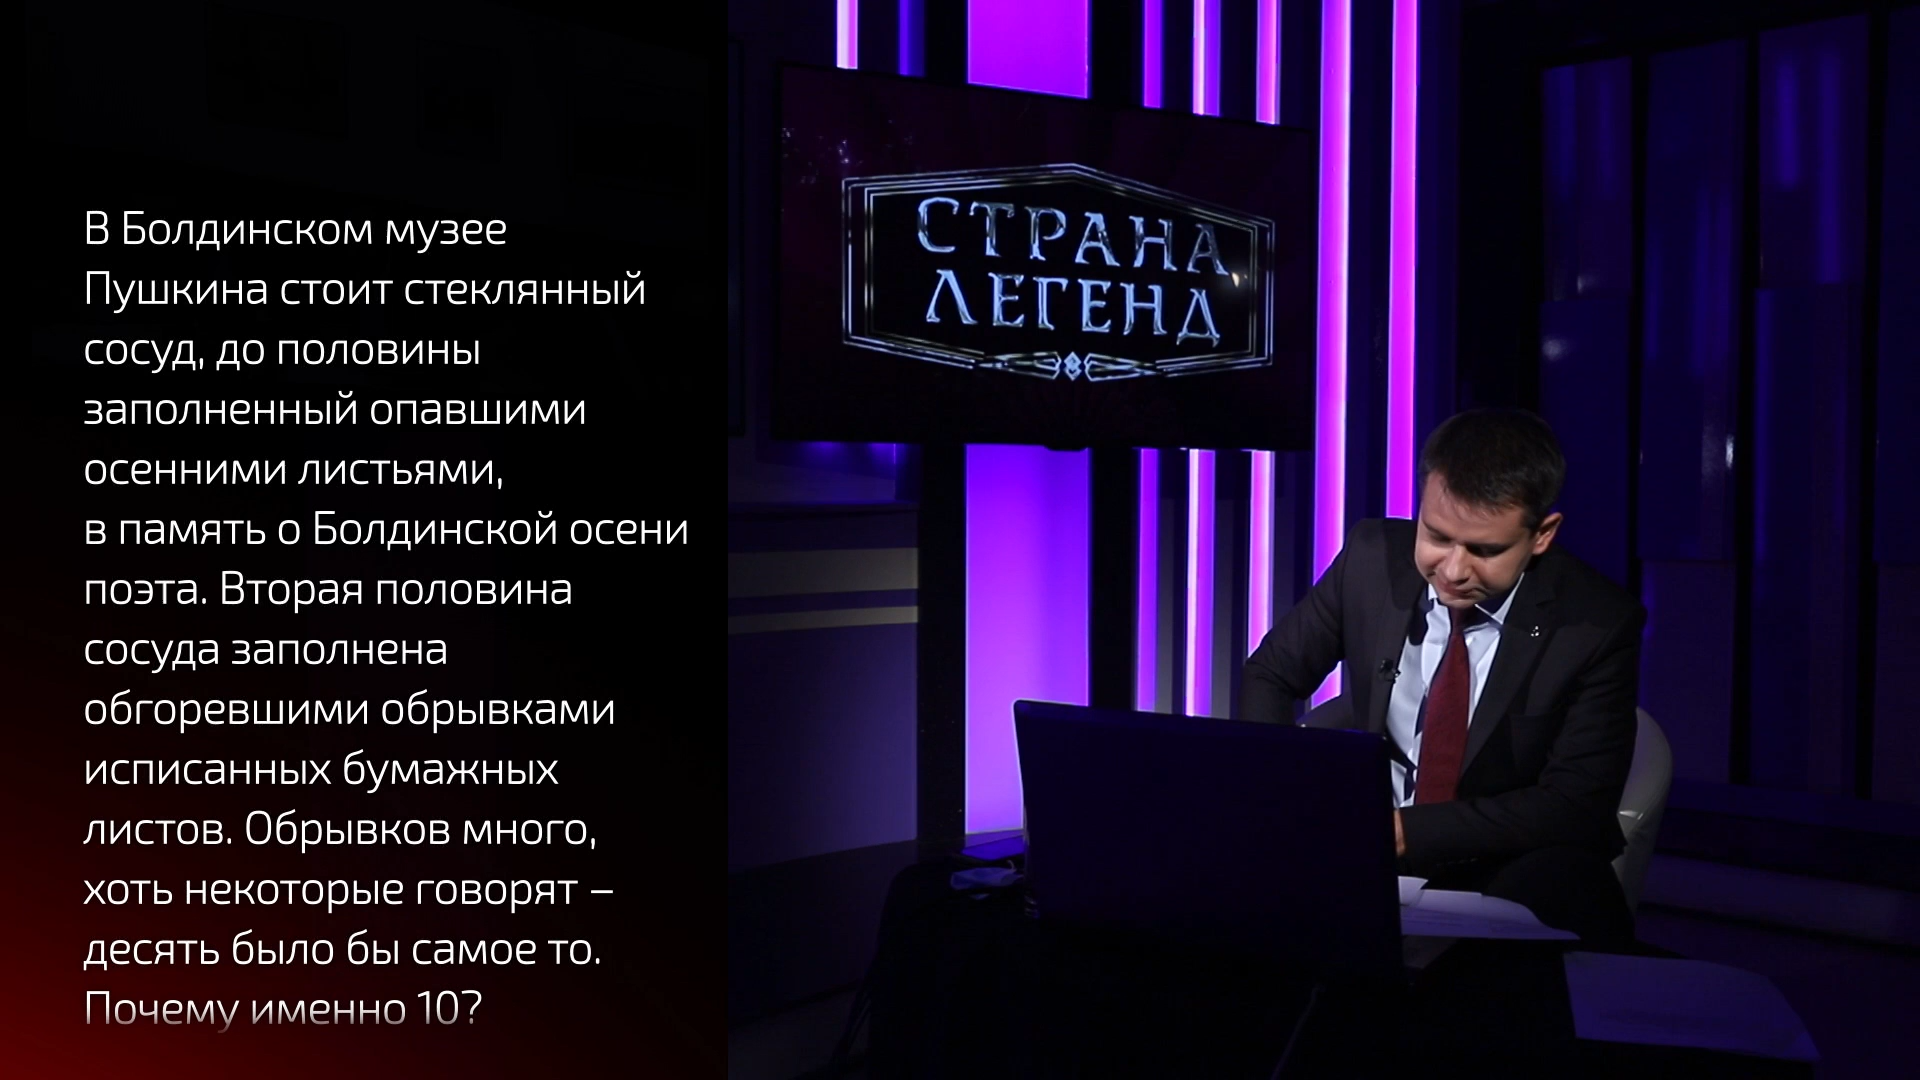 В Болдинском музее
Пушкина стоит стеклянный
сосуд, до половины
заполненный опавшими
осенними листьями,
в память о Болдинской осени
поэта. Вторая половина
сосуда заполнена
обгоревшими обрывками
исписанных бумажных
листов. Обрывков много,
хоть некоторые говорят –
десять было бы самое то.
Почему именно 10?
СТРАНА
ЛЕГЕНД